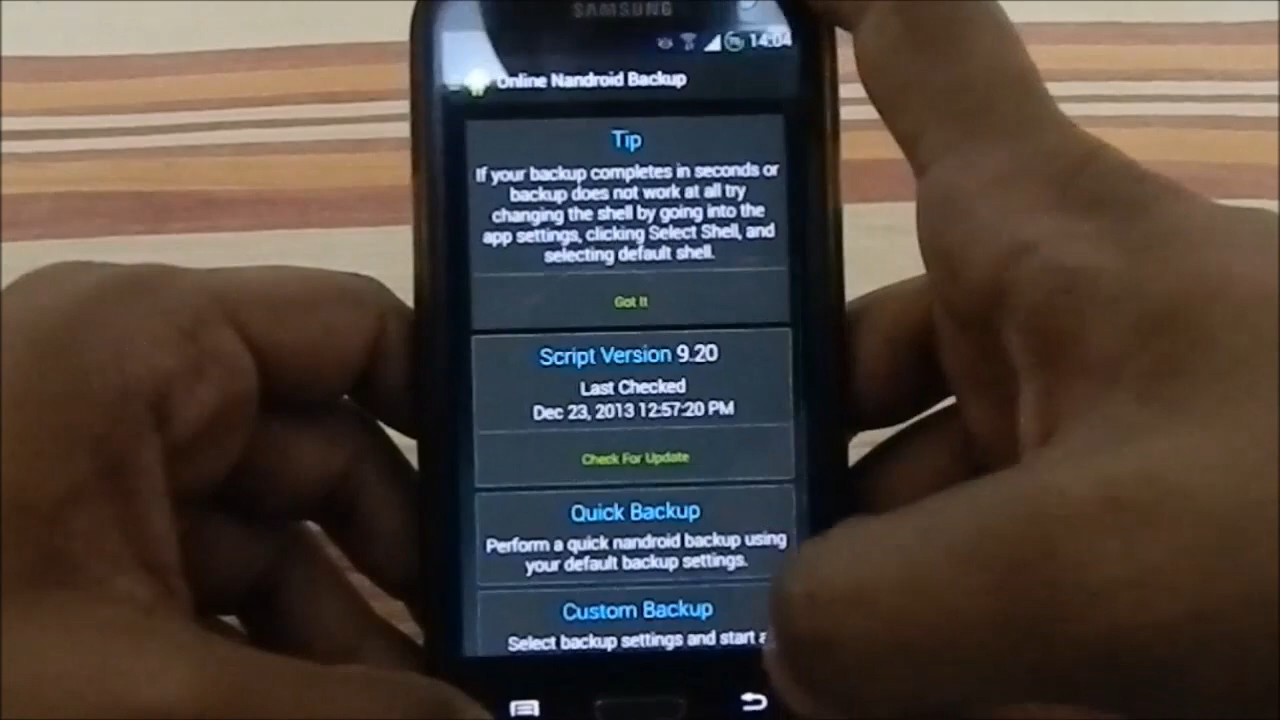 SAMSUNG
14:04
Online Nandroid Backup
Tip
If your backup completes in seconds or
backup does not work at all try
changing the shell by going into the
app settings, clicking Select Shell, and
selecting default shell.
Got It
Script Version 9.20
Last Checked
Dec 23, 2013 12:57:20 PM
Check For Update
Quick Backup
Perform a quick nandroid backup using
your default backup settings.
Custom Backup
Select backup settings and start a